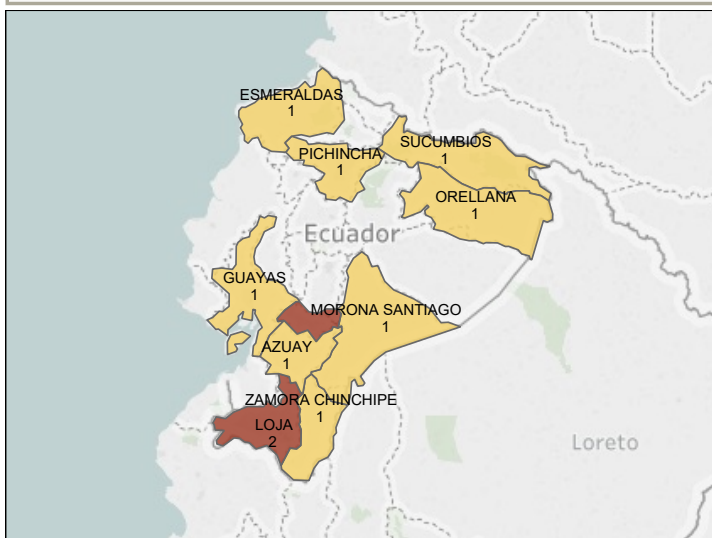 ESMERALDAS
1
PICHINCHA
1
SUCUMBIOS
1
ORELLANA
1
Ecuador
GUAYAS
1
MORONA SANTIAGO
1
AZUAY
1
ZAMORA CHINCHIPE
1
LOJA
2
Loreto